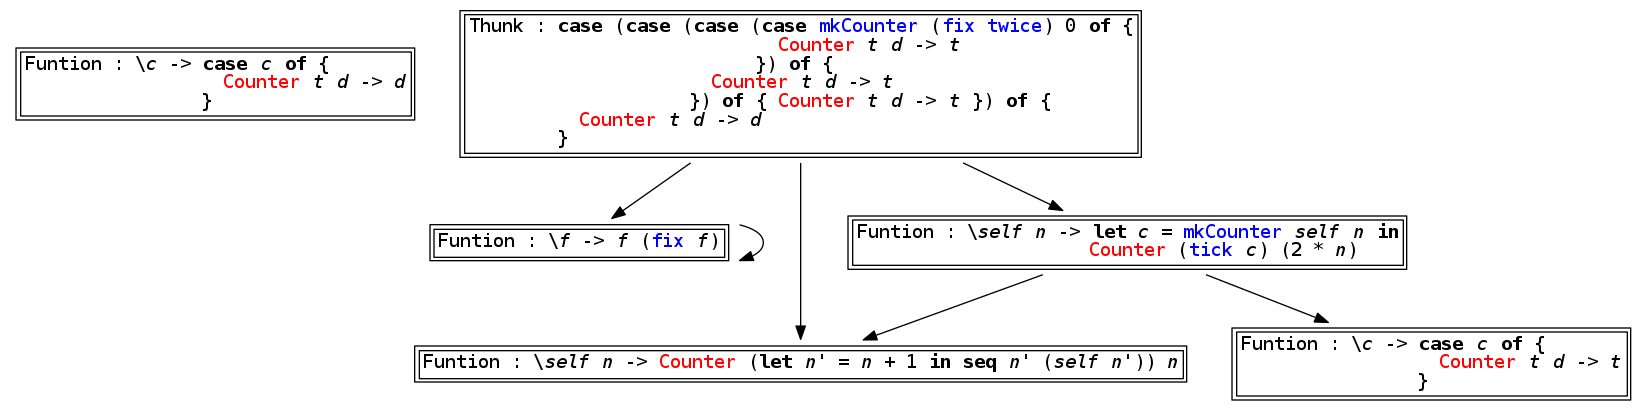 Funtion : \c -> case c of {
Counter t d -> d
}
Thunk : case (case (case (case mkCounter (fix twice) 0 of {
Counter t d -> t
}) of {
Counter t d -> t
}) of { Counter t d -> t }) of {
Counter t d -> d
}
Funtion : \f -> f (fix f)
Funtion : \self n -> let c = mkCounter self n in
Counter (tick c) (2 * n)
Funtion : \self n -> Counter (let n' = n + 1 in seq n' (self n')) n
Funtion : \c -> case c of {
Counter t d -> t
}